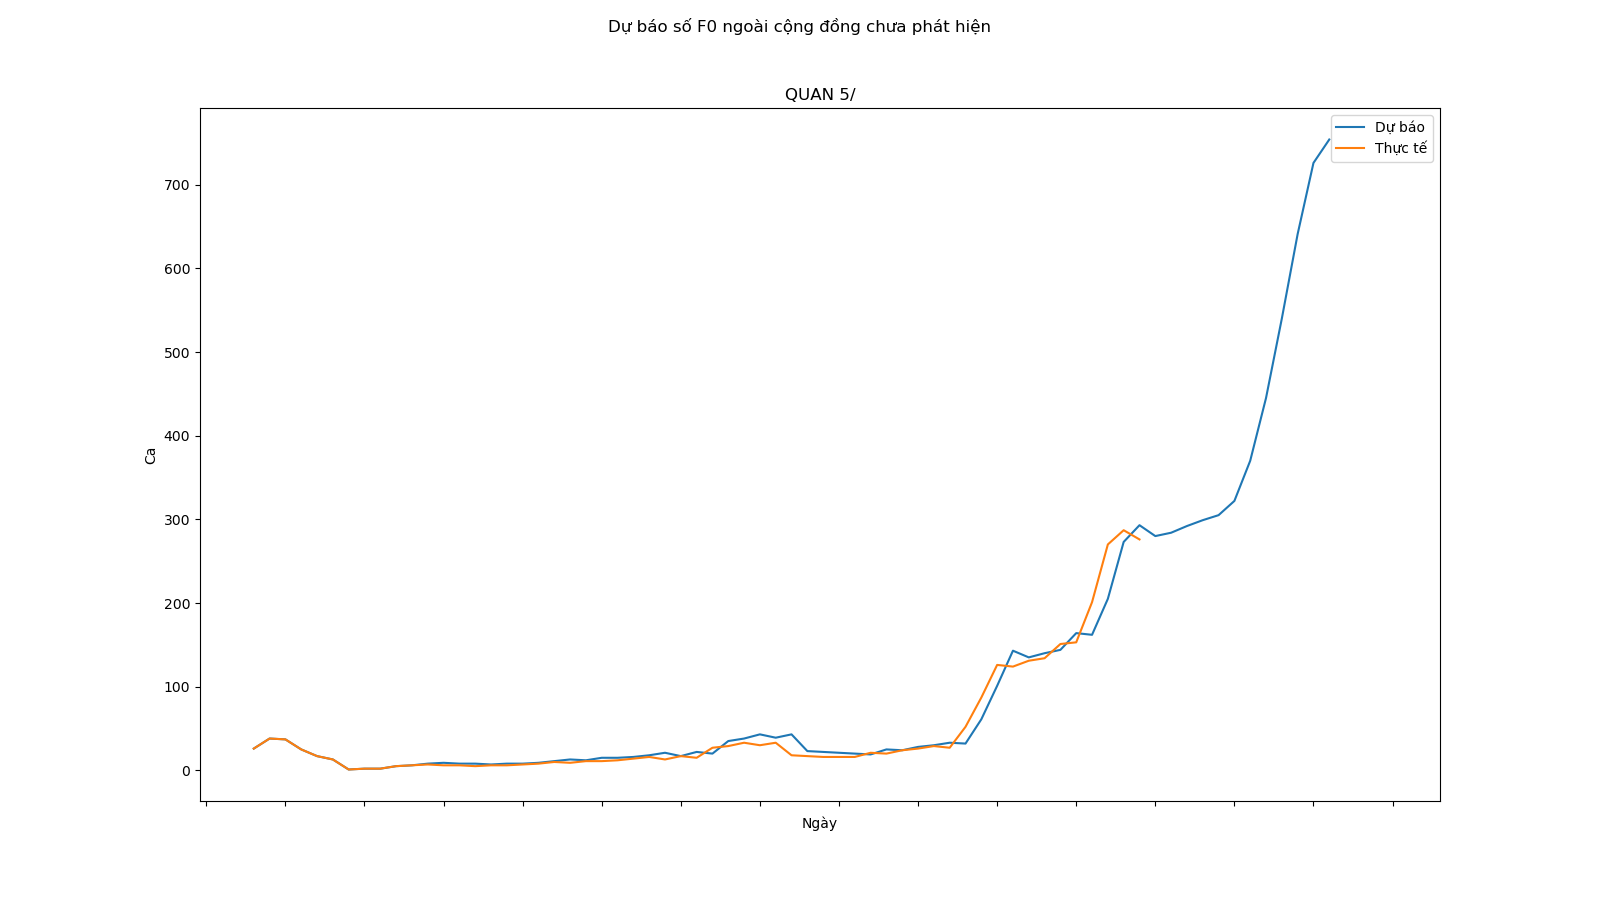 Dự báo số F0 ngoài cộng đồng chưa phát hiện
QUAN 5/
Dự báo
Thực tế
700
600
500
400
300
200
100
0
Ca
Ngày